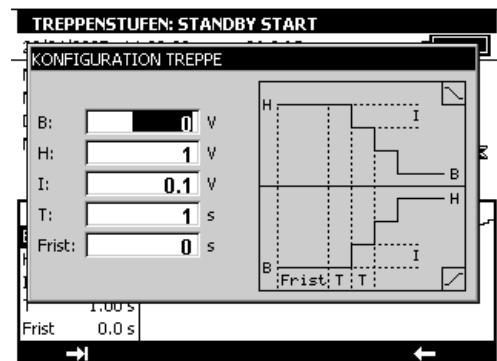 TREPPENSTUFEN: STANDBY START
KONFIGURATION TREPPE
B: 0 V
H: 1 V
I: 0.1 V
T: 1 s
Frist: 0 s
H
I
B
H
I
B
Frist T T
T 1.00 s
Frist 0.0 s